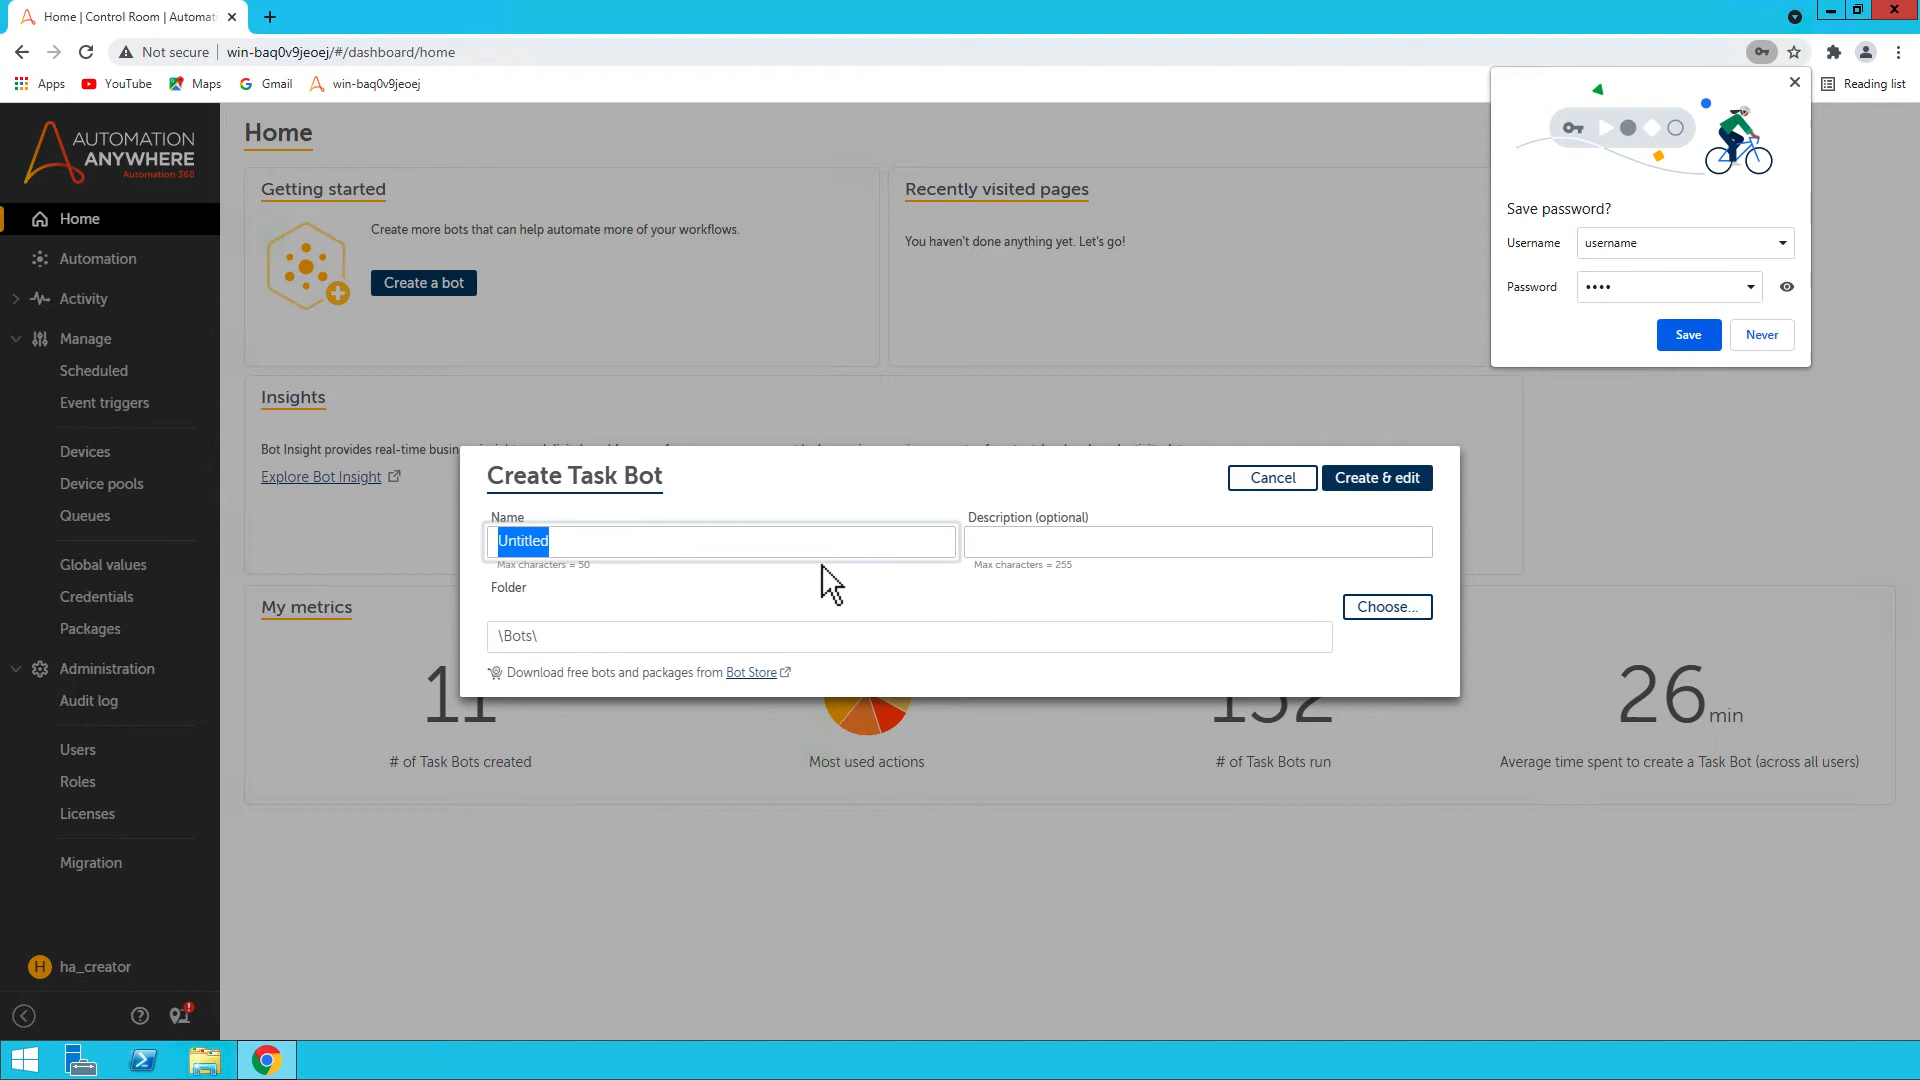 Home | Control Room | Automat
Not secure
win-baq0v9jeoej/#/dashboard/home
Apps
YouTube
Maps
Gmail
win-baq0v9jeoej
Reading list
AUTOMATION
ANYWHERE
Automation 360
Home
Automation
Activity
Manage
Scheduled
Event triggers
Devices
Device pools
Queues
Global values
Credentials
Packages
Administration
Audit log
Users
Roles
Licenses
Migration
H
ha_creator
Home
Getting started
Create more bots that can help automate more of your workflows.
Create a bot
Recently visited pages
You haven't done anything yet. Let's go!
Save password?
Username
username
Password
••••
Save
Never
Insights
Bot Insight provides real-time busin
Explore Bot Insight
Create Task Bot
Cancel
Create & edit
Name
Description (optional)
Untitled
Max characters = 50
Max characters = 255
Folder
Choose...
\Bots\
Download free bots and packages from Bot Store
My metrics
11
# of Task Bots created
Most used actions
132
# of Task Bots run
26 min
Average time spent to create a Task Bot (across all users)